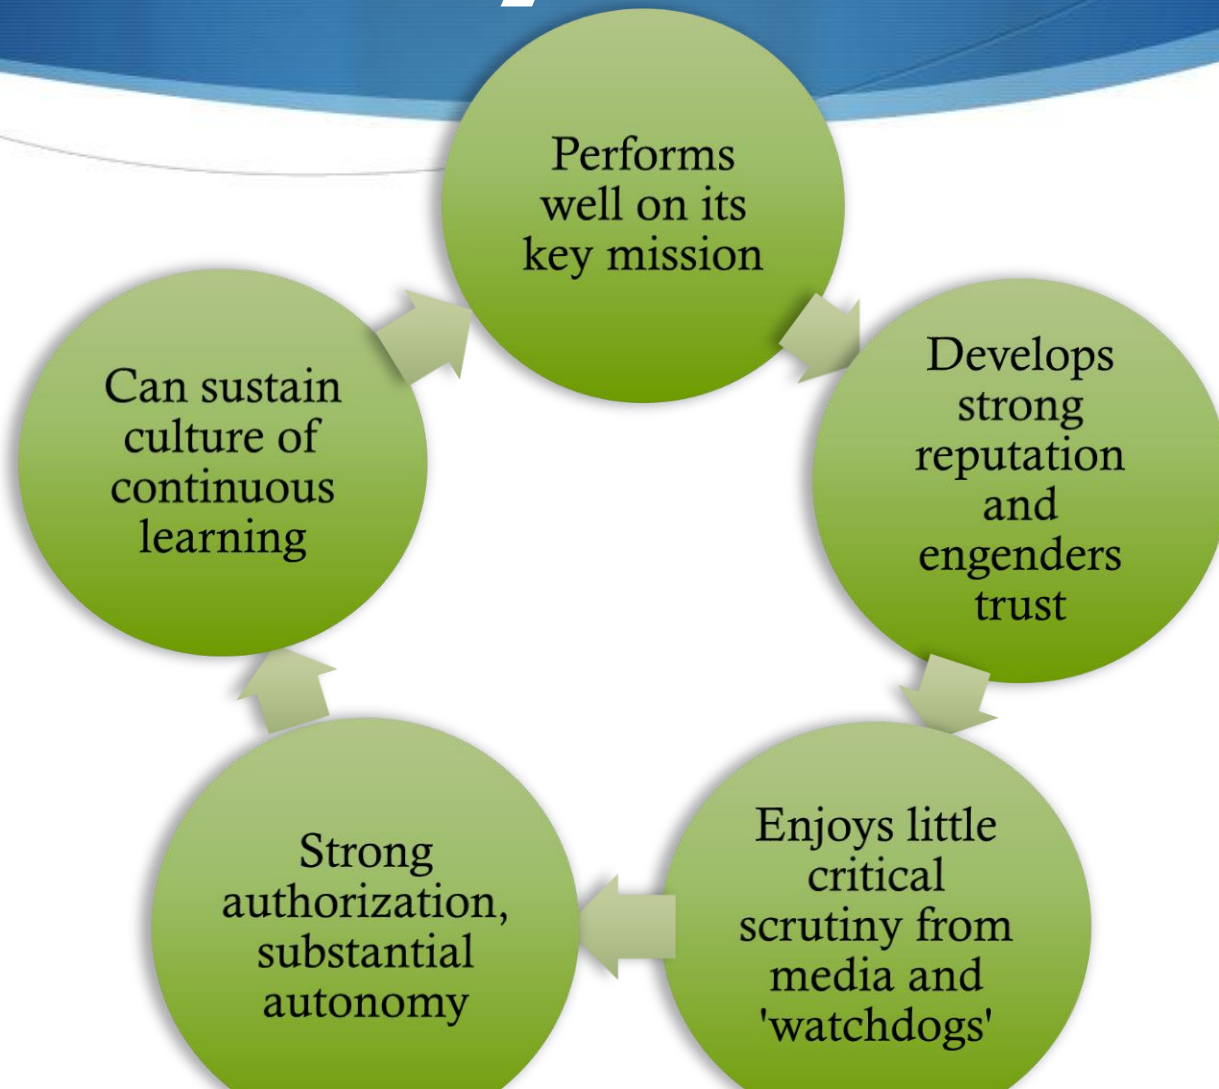 Performs
well on its
key mission
Develops
strong
reputation
and
engenders
trust
Enjoys little
critical
scrutiny from
media and
'watchdogs'
Strong
authorization,
substantial
autonomy
Can sustain
culture of
continuous
learning